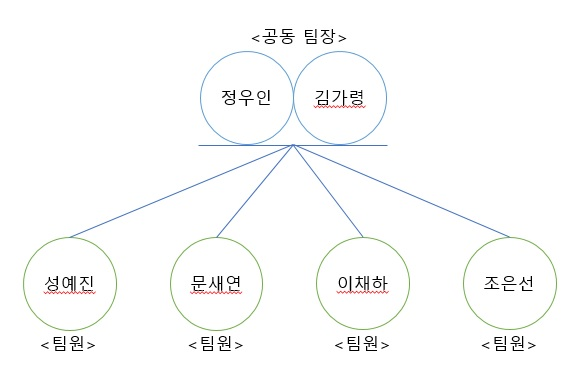 <공동 팀장>
정우인 김가령
성예진 문새연 이채하 조은선
<팀원> <팀원> <팀원> <팀원>